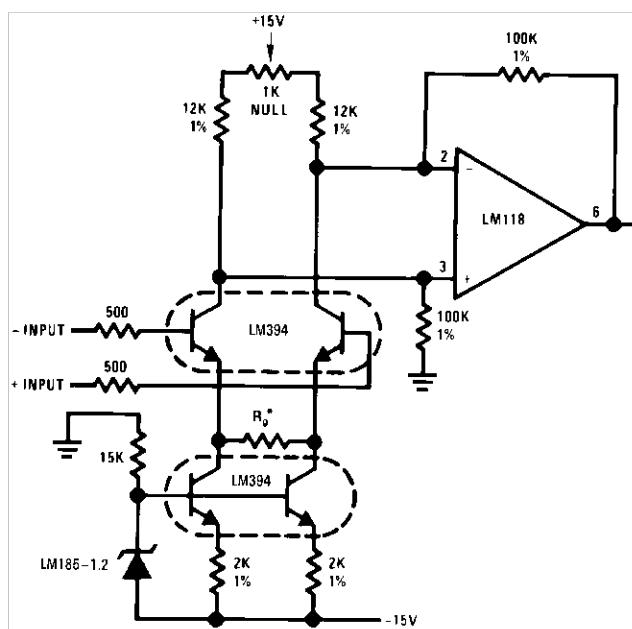 +15V
1K
NULL
12K
1%
12K
1%
100K
1%
2
-
LM118
6
3
+
100K
1%
- INPUT
500
LM394
+ INPUT
500
Rg*
15K
LM394
LM185-1.2
2K
1%
2K
1%
-15V